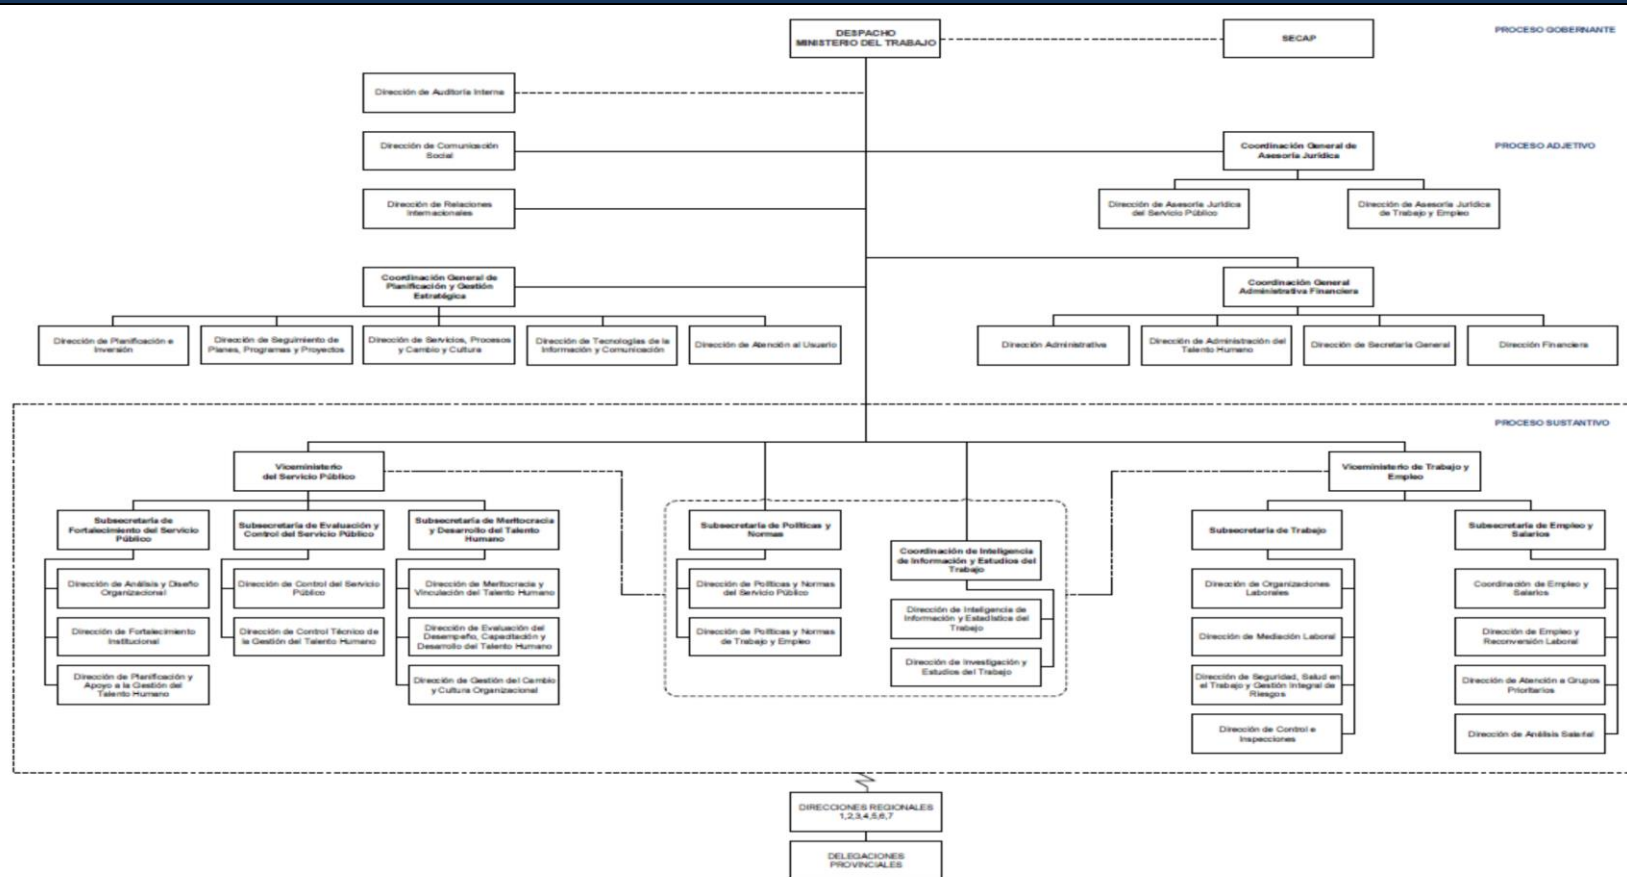 DESPACHO
MINISTERIO DEL TRABAJO
SECAP
PROCESO GOBERNANTE
Dirección de Auditoría Interna
Dirección de Comunicación
Social
Coordinación General de
Asesoría Jurídica
PROCESO ADJETIVO
Dirección de Relaciones
Internacionales
Dirección de Asesoría Jurídica
del Servicio Público
Dirección de Asesoría Jurídica
de Trabajo y Empleo
Coordinación General de
Planificación y Gestión
Estratégica
Coordinación General
Administrativa Financiera
Dirección de Planificación e
Inversión
Dirección de Seguimiento de
Planes, Programas y Proyectos
Dirección de Servicios, Procesos
y Cambio y Cultura
Dirección de Tecnologías de la
Información y Comunicación
Dirección de Atención al Usuario
Dirección Administrativa
Dirección de Administración del
Talento Humano
Dirección de Secretaría General
Dirección Financiera
PROCESO SUSTANTIVO
Viceministerio
del Servicio Público
Viceministerio de Trabajo y
Empleo
Subsecretaría de
Fortalecimiento del Servicio
Público
Subsecretaría de Evaluación y
Control del Servicio Público
Subsecretaría de Meritocracia
y Desarrollo del Talento
Humano
Subsecretaría de Políticas y
Normas
Coordinación de Inteligencia
de Información y Estudios del
Trabajo
Subsecretaría de Trabajo
Subsecretaría de Empleo y
Salarios
Dirección de Análisis y Diseño
Organizacional
Dirección de Control del Servicio
Público
Dirección de Meritocracia y
Vinculación del Talento Humano
Dirección de Políticas y Normas
del Servicio Público
Dirección de Inteligencia de
Información y Estadística del
Trabajo
Dirección de Organizaciones
Laborales
Coordinación de Empleo y
Salarios
Dirección de Fortalecimiento
Institucional
Dirección de Control Técnico de
la Gestión del Talento Humano
Dirección de Evaluación del
Desempeño, Capacitación y
Desarrollo del Talento Humano
Dirección de Políticas y Normas
de Trabajo y Empleo
Dirección de Investigación y
Estudios del Trabajo
Dirección de Mediación Laboral
Dirección de Empleo y
Reconversión Laboral
Dirección de Planificación y
Apoyo a la Gestión del
Talento Humano
Dirección de Gestión del Cambio
y Cultura Organizacional
Dirección de Seguridad, Salud en
el Trabajo y Gestión Integral de
Riesgos
Dirección de Atención a Grupos
Prioritarios
Dirección de Control e
Inspecciones
Dirección de Análisis Salarial
DIRECCIONES REGIONALES
1,2,3,4,5,6,7
DELEGACIONES
PROVINCIALES